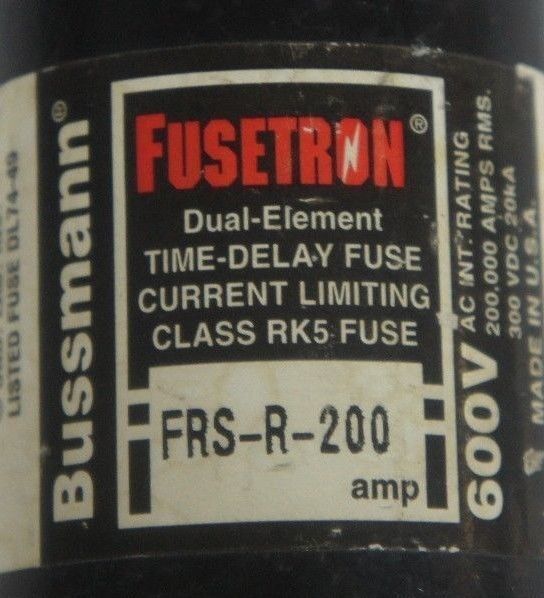 LISTED FUSE DL74-49
Bussmann®
FUSETRON®
Dual-Element
TIME-DELAY FUSE
CURRENT LIMITING
CLASS RK5 FUSE
FRS-R-200
amp
600V
AC INT. RATING
200,000 AMPS RMS.
300 VDC 20kA
MADE IN U.S.A.